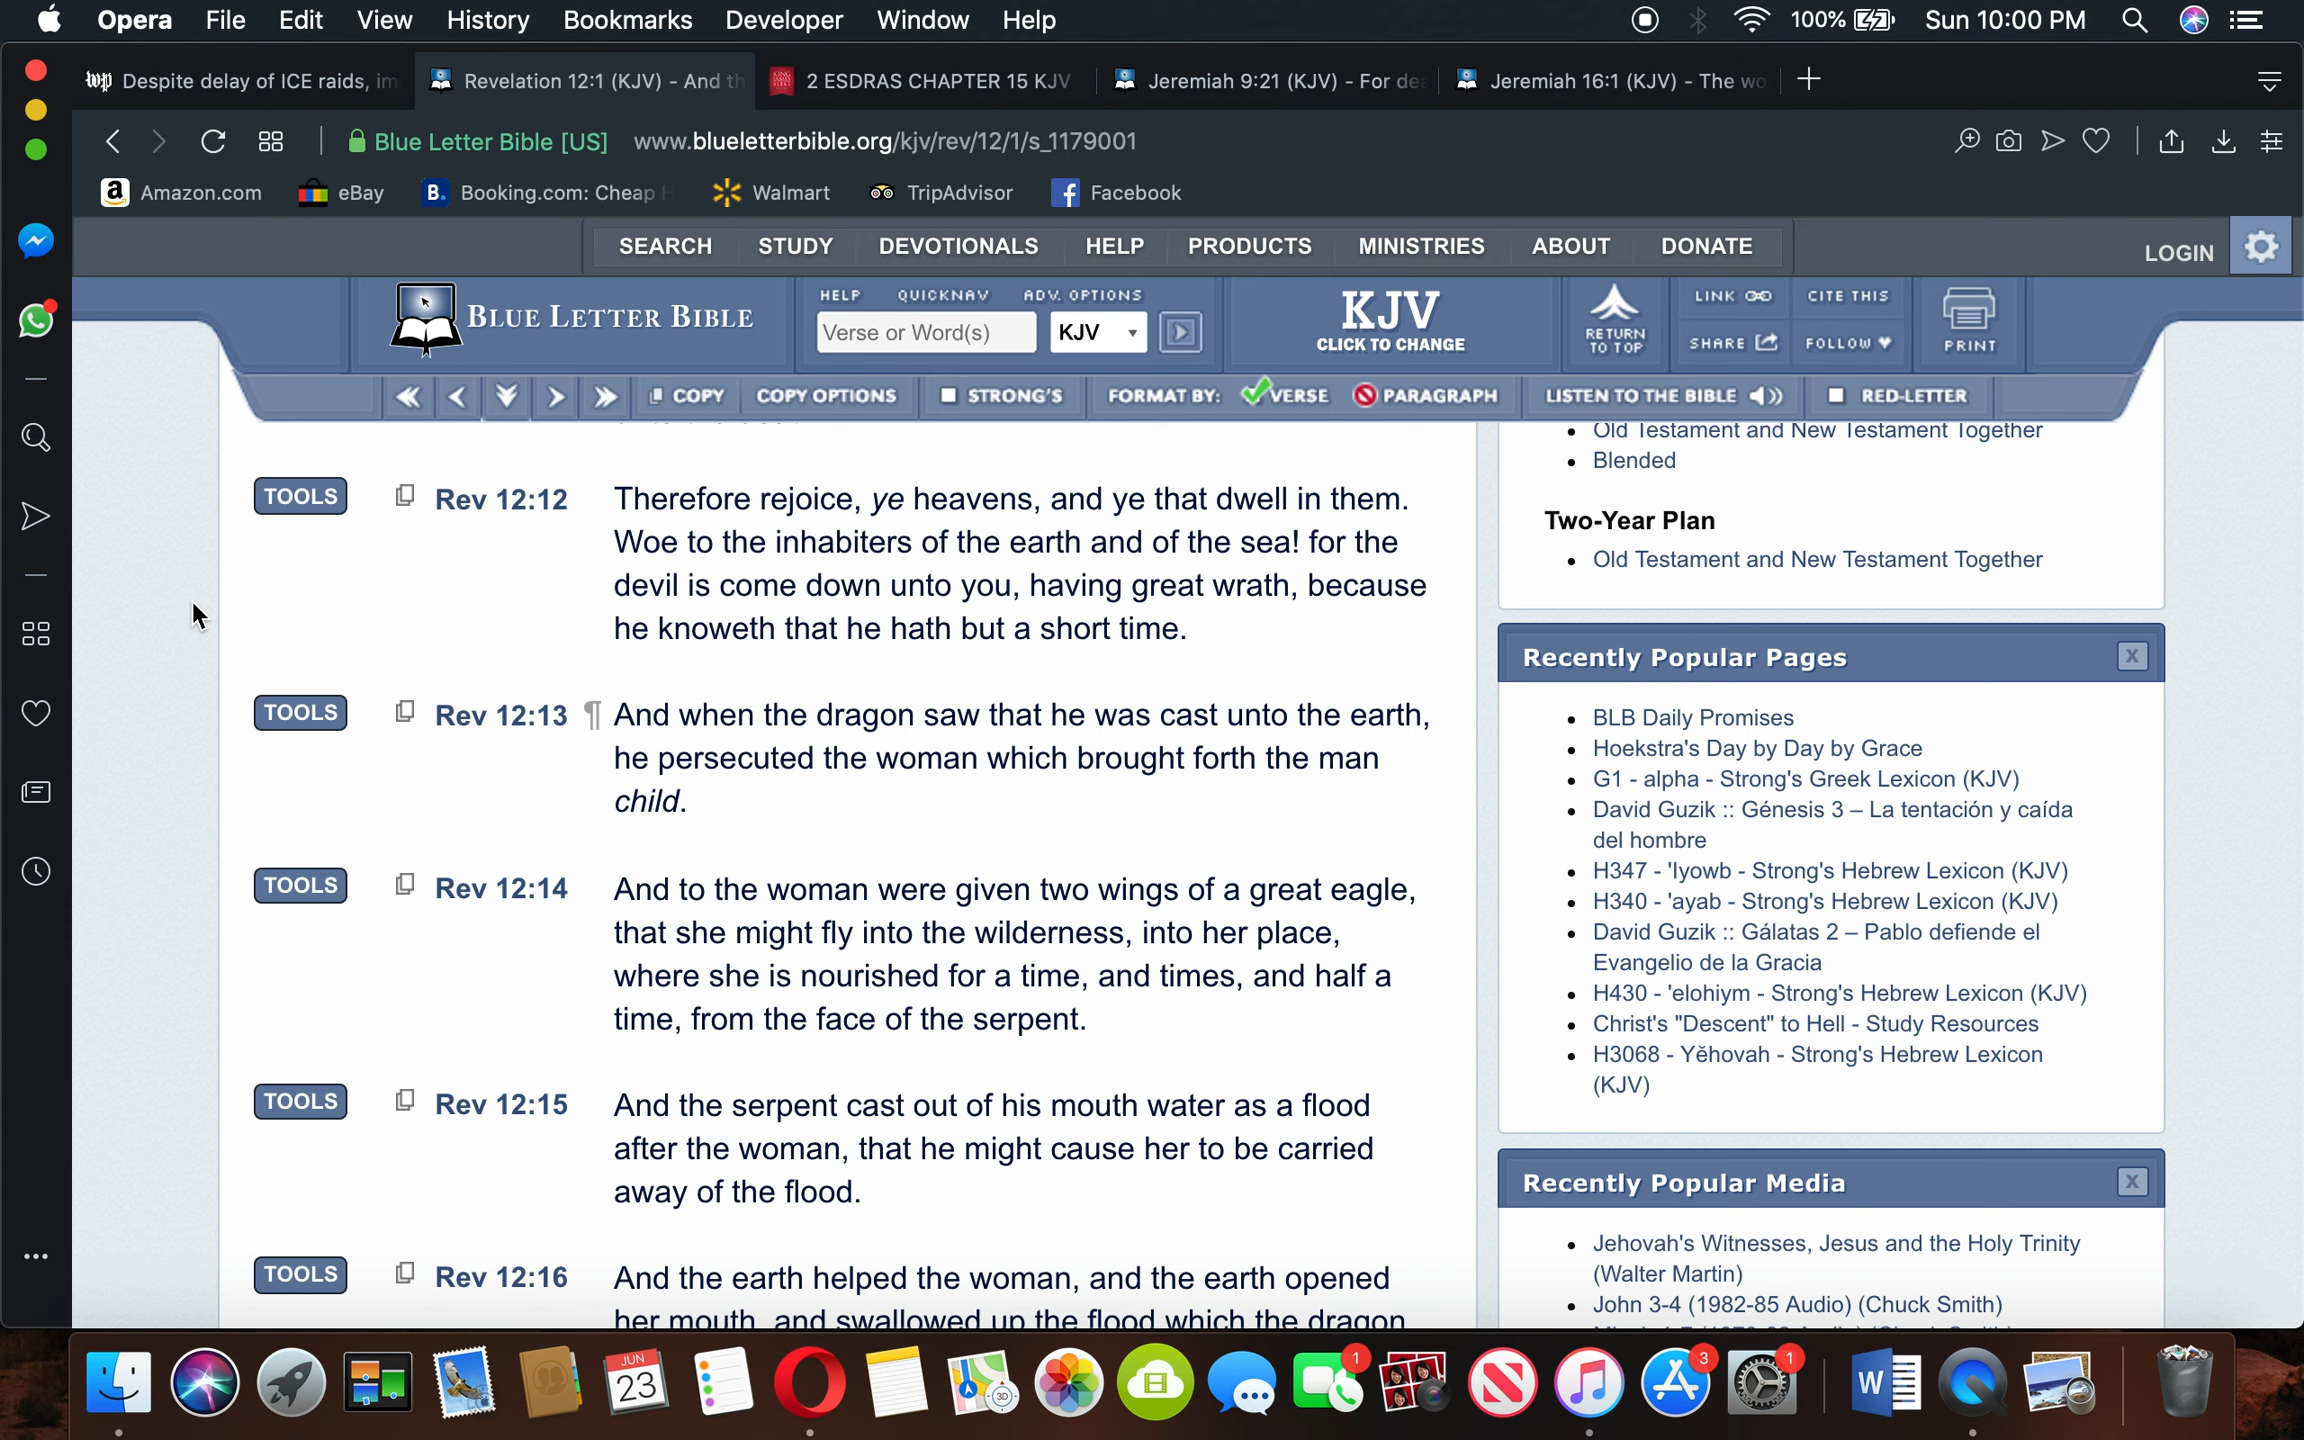 Opera File Edit View History Bookmarks Developer Window Help 100% Sun 10:00 PM
Despite delay of ICE raids, im
Revelation 12:1 (KJV) - And th
2 ESDRAS CHAPTER 15 KJV
Jeremiah 9:21 (KJV) - For dea
Jeremiah 16:1 (KJV) - The wo
Blue Letter Bible [US] www.blueletterbible.org/kjv/rev/12/1/s_1179001
Amazon.com eBay Booking.com: Cheap H Walmart TripAdvisor Facebook
SEARCH STUDY DEVOTIONALS HELP PRODUCTS MINISTRIES ABOUT DONATE
LOGIN
BLUE LETTER BIBLE
HELP QUICKNAV ADV. OPTIONS
Verse or Word(s) KJV
KJV
CLICK TO CHANGE
RETURN
TO TOP
LINK CITE THIS
SHARE FOLLOW
PRINT
COPY COPY OPTIONS STRONG'S FORMAT BY: VERSE PARAGRAPH LISTEN TO THE BIBLE RED-LETTER
TOOLS Rev 12:12 Therefore rejoice, ye heavens, and ye that dwell in them.
Woe to the inhabiters of the earth and of the sea! for the
devil is come down unto you, having great wrath, because
he knoweth that he hath but a short time.
TOOLS Rev 12:13 ¶ And when the dragon saw that he was cast unto the earth,
he persecuted the woman which brought forth the man
child.
TOOLS Rev 12:14 And to the woman were given two wings of a great eagle,
that she might fly into the wilderness, into her place,
where she is nourished for a time, and times, and half a
time, from the face of the serpent.
TOOLS Rev 12:15 And the serpent cast out of his mouth water as a flood
after the woman, that he might cause her to be carried
away of the flood.
TOOLS Rev 12:16 And the earth helped the woman, and the earth opened
her mouth, and swallowed up the flood which the dragon
Old Testament and New Testament Together
Blended
Two-Year Plan
Old Testament and New Testament Together
Recently Popular Pages X
BLB Daily Promises
Hoekstra's Day by Day by Grace
G1 - alpha - Strong's Greek Lexicon (KJV)
David Guzik :: Génesis 3 – La tentación y caída
del hombre
H347 - 'Iyowb - Strong's Hebrew Lexicon (KJV)
H340 - 'ayab - Strong's Hebrew Lexicon (KJV)
David Guzik :: Gálatas 2 – Pablo defiende el
Evangelio de la Gracia
H430 - 'elohiym - Strong's Hebrew Lexicon (KJV)
Christ's "Descent" to Hell - Study Resources
H3068 - Yĕhovah - Strong's Hebrew Lexicon
(KJV)
Recently Popular Media X
Jehovah's Witnesses, Jesus and the Holy Trinity
(Walter Martin)
John 3-4 (1982-85 Audio) (Chuck Smith)
JUN
23
3D
1
3
1
W